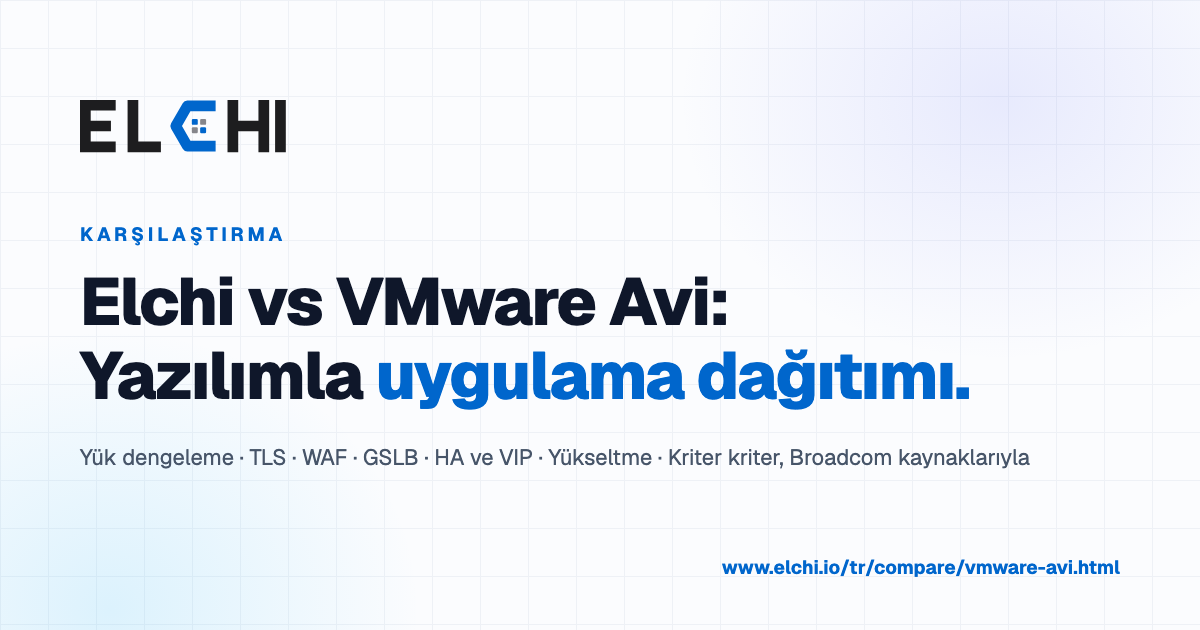 ELCHI
KARŞILAŞTIRMA
Elchi vs VMware Avi:
Yazılımla uygulama dağıtımı.
Yük dengeleme · TLS · WAF · GSLB · HA ve VIP · Yükseltme · Kriter kriter, Broadcom kaynaklarıyla
www.elchi.io/tr/compare/vmware-avi.html